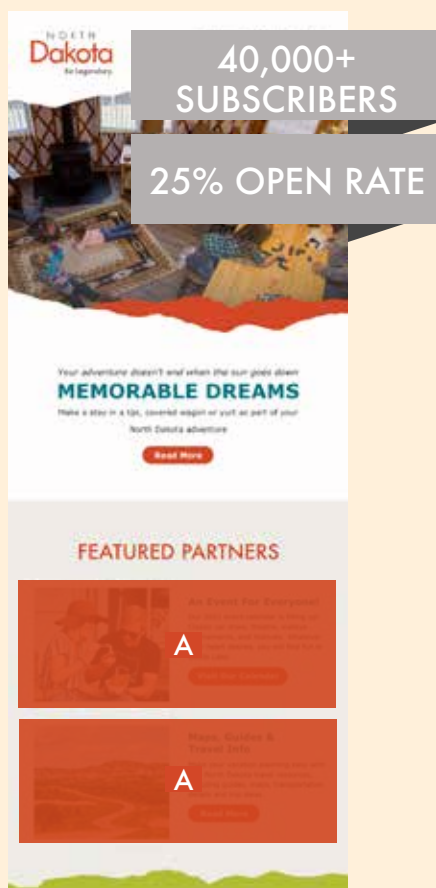 NORTH
Dakota
Be Legendary.
40,000+
SUBSCRIBERS
25% OPEN RATE
Your adventure doesn't end when the sun goes down
MEMORABLE DREAMS
Make a stay in a tipi, covered wagon or yurt as part of your
North Dakota adventure
Read More
FEATURED PARTNERS
An Event For Everyone!
A
Maps, Guides &
Travel Info
A
Read More